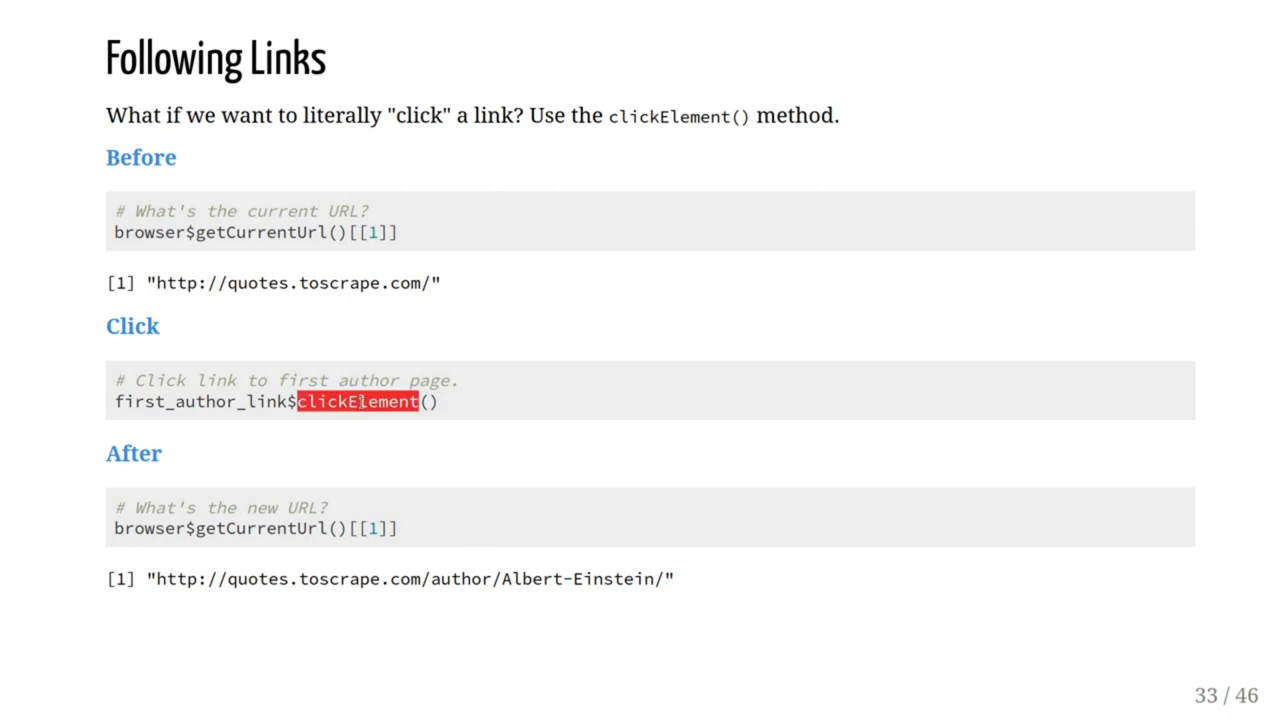 Following Links
What if we want to literally "click" a link? Use the clickElement() method.
Before
# What's the current URL?
browser$getCurrentUrl()[[1]]
[1] "http://quotes.toscrape.com/"
Click
# Click link to first author page.
first_author_link$clickElement()
After
# What's the new URL?
browser$getCurrentUrl()[[1]]
[1] "http://quotes.toscrape.com/author/Albert-Einstein/"
33 / 46